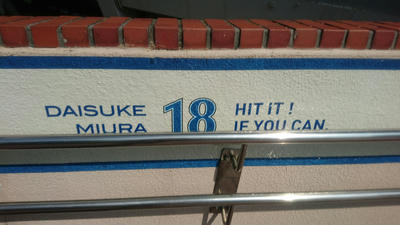 DAISUKE
MIURA
18
HIT IT!
IF YOU CAN.